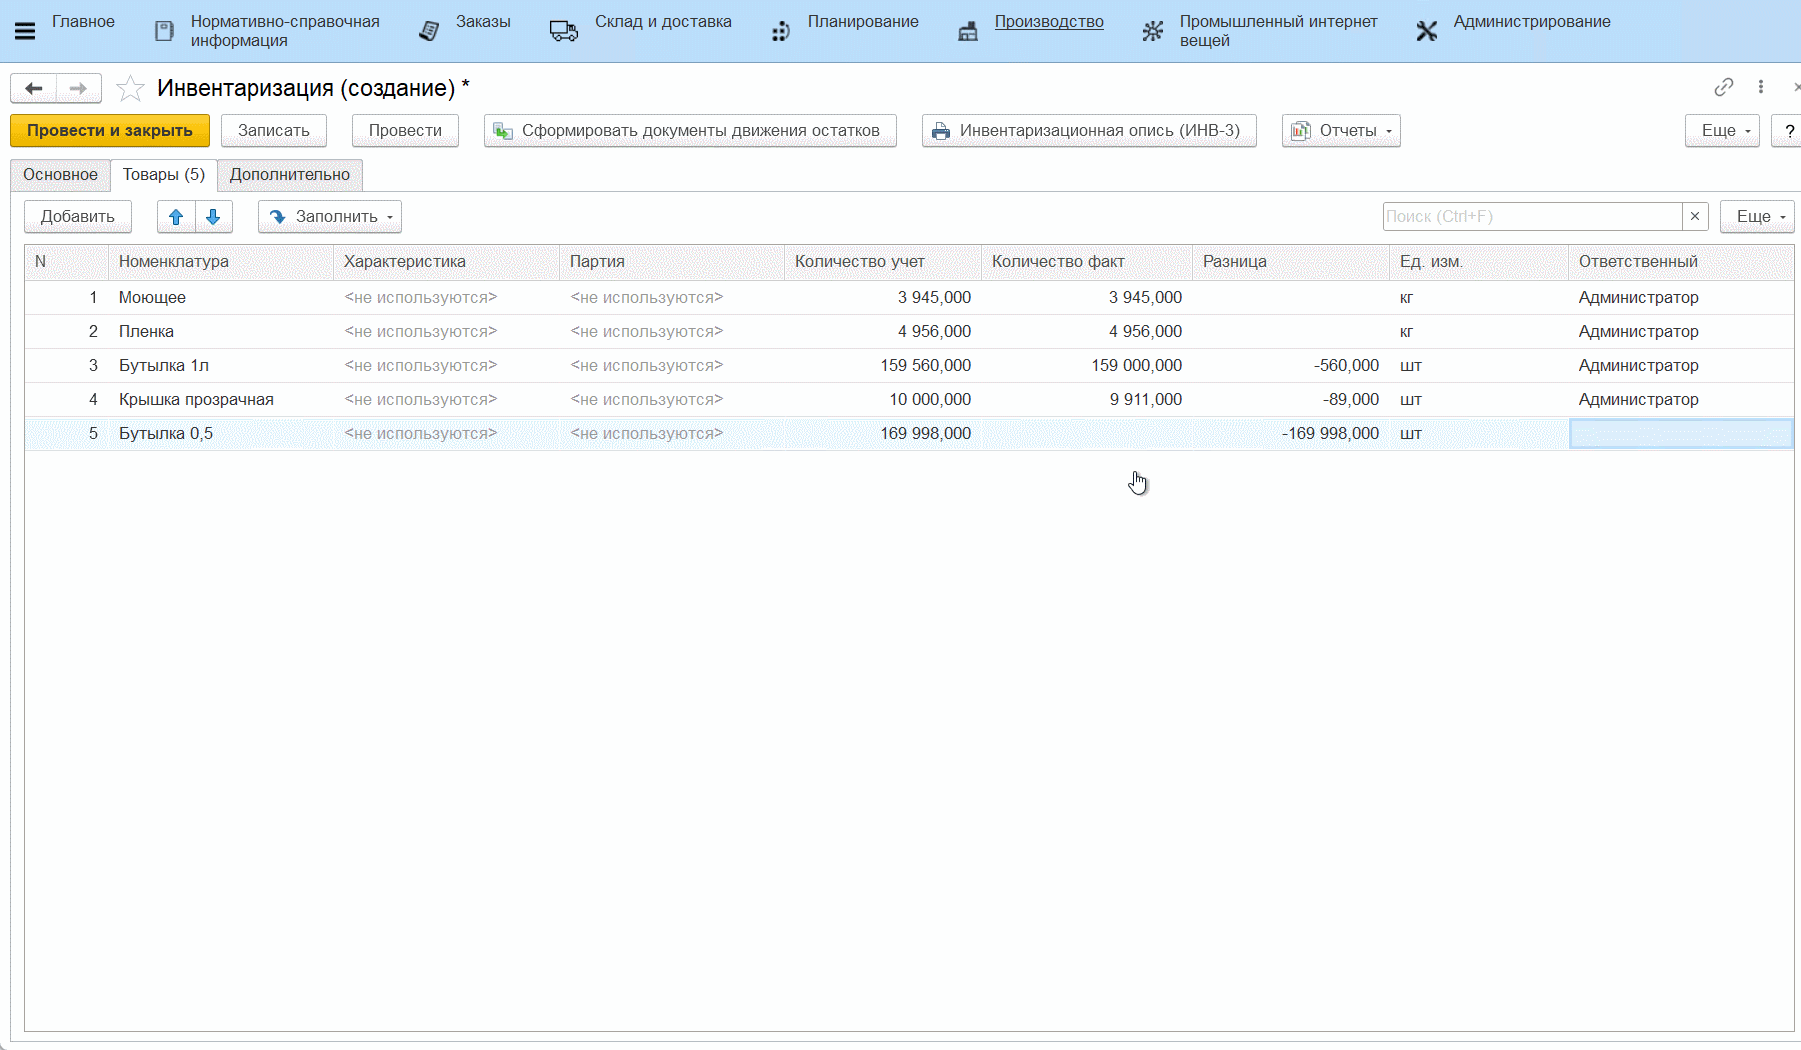 Главное
Нормативно-справочная информация
Заказы
Склад и доставка
Планирование
Производство
Промышленный интернет вещей
Администрирование
Инвентаризация (создание) *
Провести и закрыть
Записать
Провести
Сформировать документы движения остатков
Инвентаризационная опись (ИНВ-3)
Отчеты
Еще
?
Основное
Товары (5)
Дополнительно
Добавить
Заполнить
Поиск (Ctrl+F)
×
Еще
N Номенклатура Характеристика Партия Количество учет Количество факт Разница Ед. изм. Ответственный
1 Моющее <не используются> <не используются> 3 945,000 3 945,000 кг Администратор
2 Пленка <не используются> <не используются> 4 956,000 4 956,000 кг Администратор
3 Бутылка 1л <не используются> <не используются> 159 560,000 159 000,000 -560,000 шт Администратор
4 Крышка прозрачная <не используются> <не используются> 10 000,000 9 911,000 -89,000 шт Администратор
5 Бутылка 0,5 <не используются> <не используются> 169 998,000 -169 998,000 шт